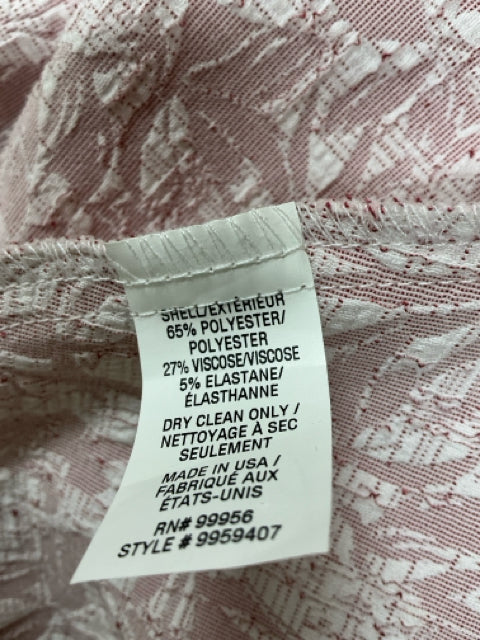 SHELL/EXTÉRIEUR
65% POLYESTER/
POLYESTER
27% VISCOSE/VISCOSE
5% ELASTANE/
ÉLASTHANNE
DRY CLEAN ONLY /
NETTOYAGE À SEC
SEULEMENT
MADE IN USA /
FABRIQUÉ AUX
ÉTATS-UNIS
RN# 99956
STYLE # 9959407